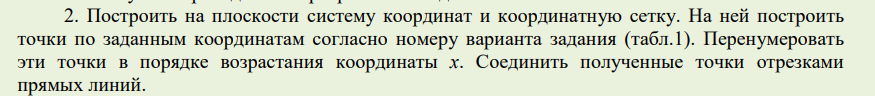 2. Построить на плоскости систему координат и координатную сетку. На ней построить
точки по заданным координатам согласно номеру варианта задания (табл.1). Перенумеровать
эти точки в порядке возрастания координаты x. Соединить полученные точки отрезками
прямых линий.